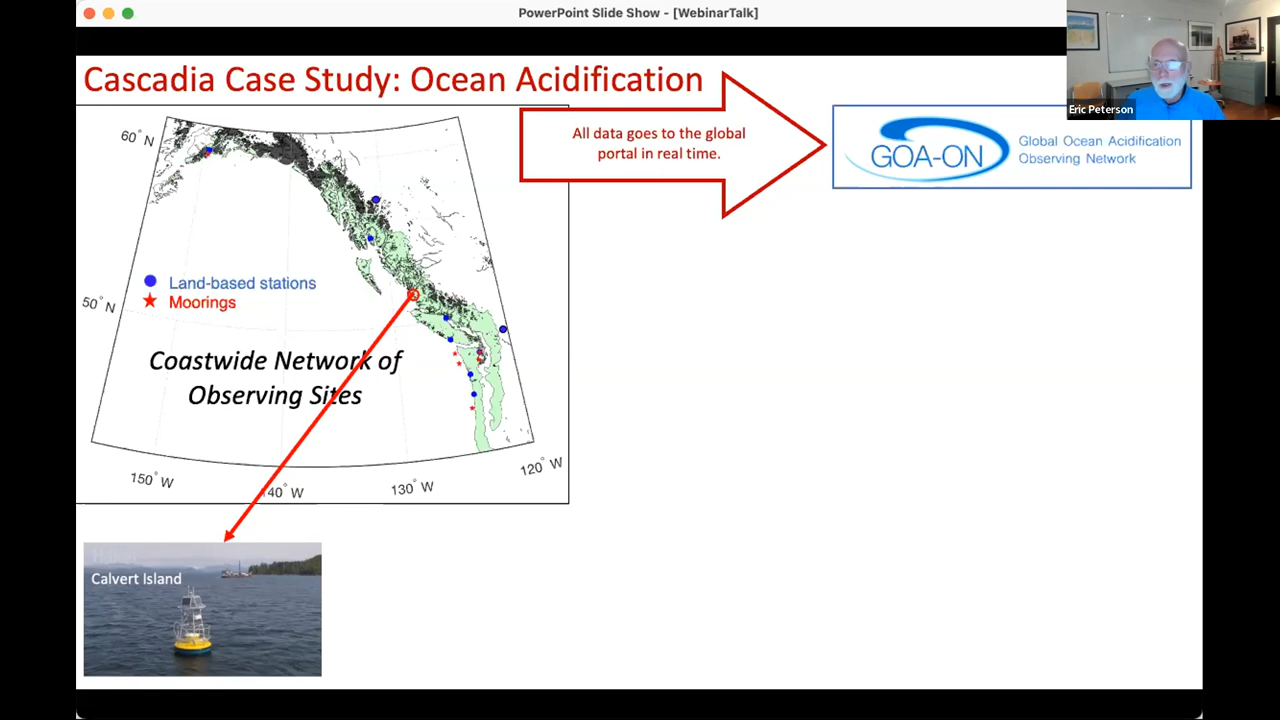 PowerPoint Slide Show - [WebinarTalk]
Eric Peterson
Cascadia Case Study: Ocean Acidification
All data goes to the global
portal in real time.
GOA-ON
Global Ocean Acidification
Observing Network
60° N
50° N
Land-based stations
Moorings
Coastwide Network of
Observing Sites
150° W
140° W
130° W
120° W
Calvert Island